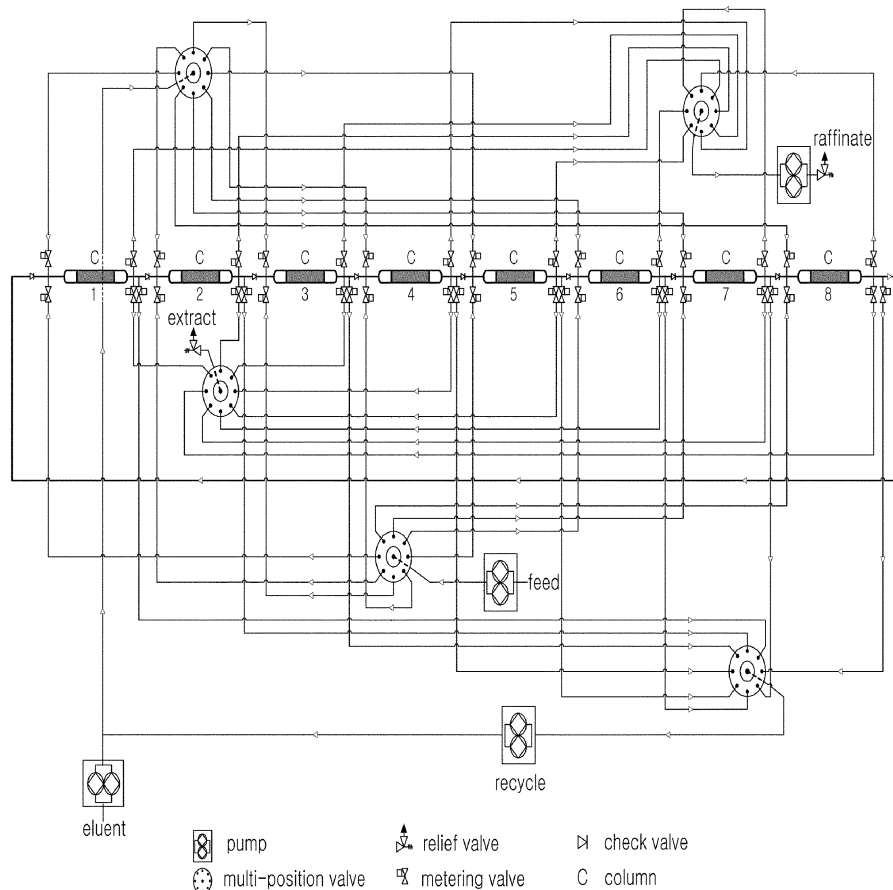 raffinate
C C C C C C C C
1 2 3 4 5 6 7 8
extract
feed
recycle
eluent
pump relief valve check valve
multi-position valve metering valve C column